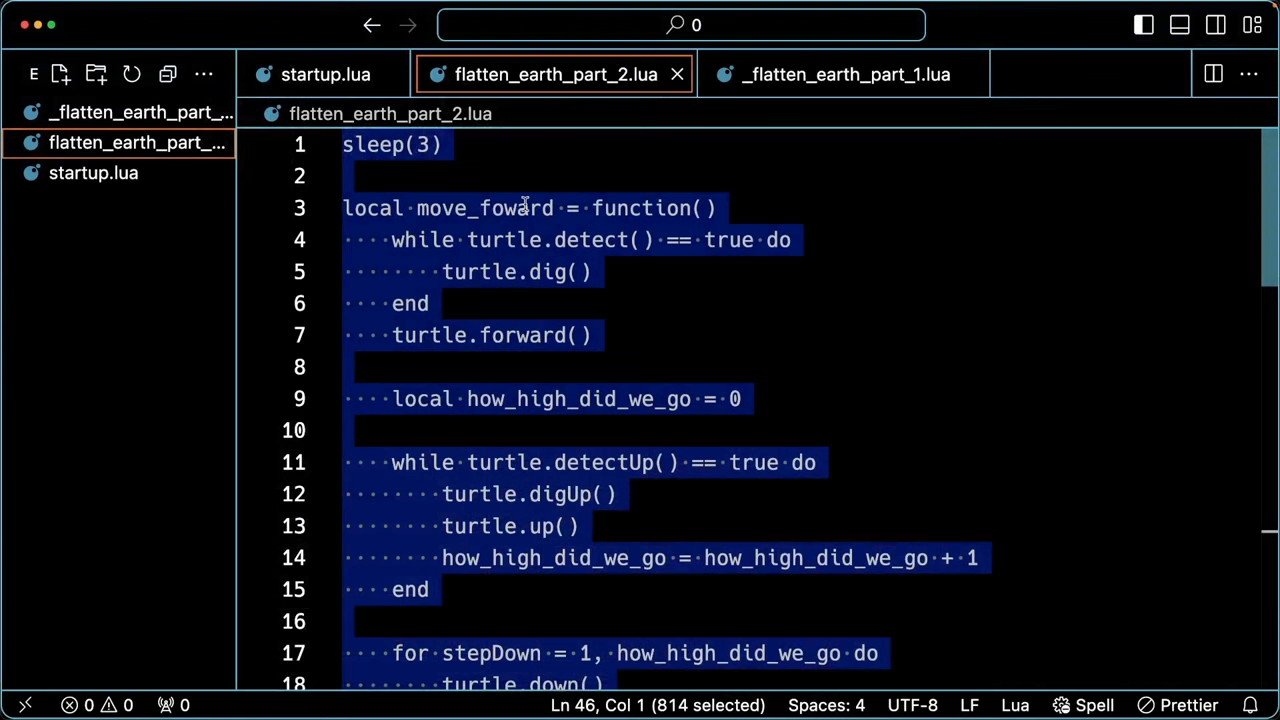 0
E
startup.lua
flatten_earth_part_2.lua
_flatten_earth_part_1.lua
_flatten_earth_part_...
flatten_earth_part_...
startup.lua
flatten_earth_part_2.lua
1 sleep(3)
2
3 local move_foward = function()
4 ····while turtle.detect() == true do
5 ········turtle.dig()
6 ····end
7 ····turtle.forward()
8
9 ····local how_high_did_we_go = 0
10
11 ····while turtle.detectUp() == true do
12 ········turtle.digUp()
13 ········turtle.up()
14 ········how_high_did_we_go = how_high_did_we_go + 1
15 ····end
16
17 ····for stepDown = 1, how_high_did_we_go do
18 ········turtle.down()
0 0 0 Ln 46, Col 1 (814 selected) Spaces: 4 UTF-8 LF Lua Spell Prettier